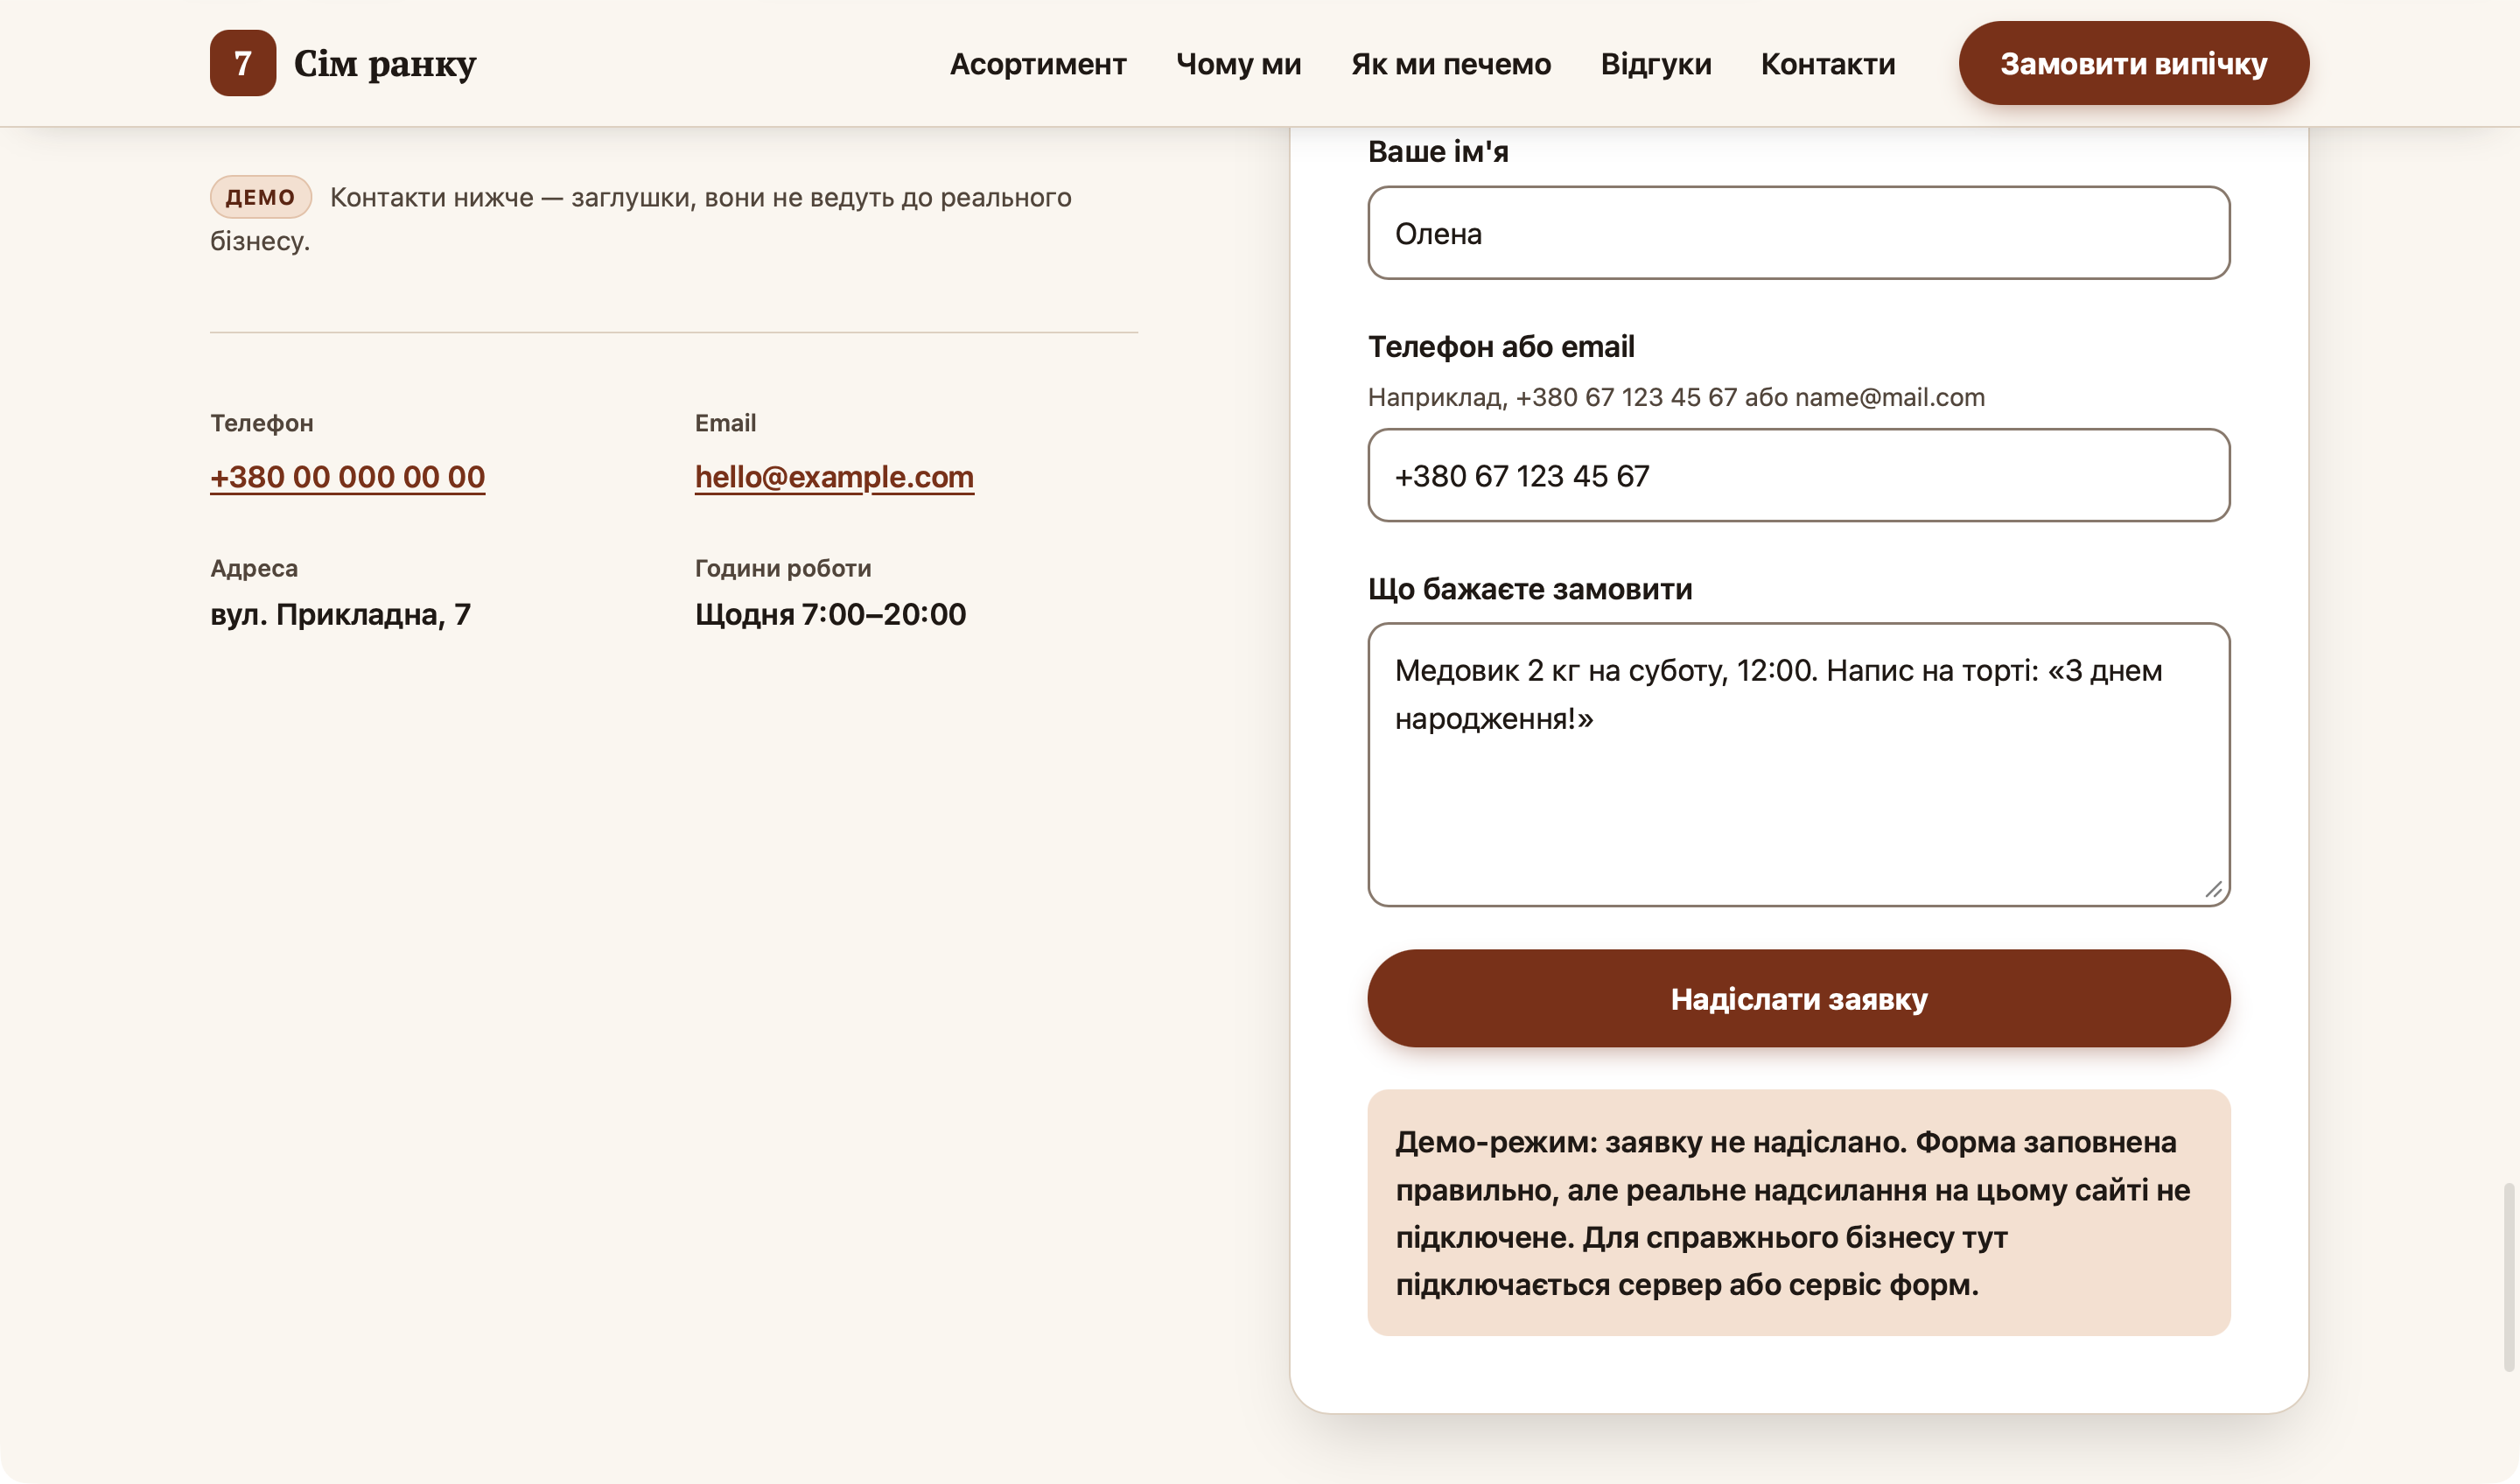 7
Сім ранку
Асортимент
Чому ми
Як ми печемо
Відгуки
Контакти
Замовити випічку
ДЕМО Контакти нижче — заглушки, вони не ведуть до реального
бізнесу.
Телефон
+380 00 000 00 00
Email
hello@example.com
Адреса
вул. Прикладна, 7
Години роботи
Щодня 7:00–20:00
Ваше ім'я
Олена
Телефон або email
Наприклад, +380 67 123 45 67 або name@mail.com
+380 67 123 45 67
Що бажаєте замовити
Медовик 2 кг на суботу, 12:00. Напис на торті: «З днем
народження!»
Надіслати заявку
Демо-режим: заявку не надіслано. Форма заповнена
правильно, але реальне надсилання на цьому сайті не
підключене. Для справжнього бізнесу тут
підключається сервер або сервіс форм.